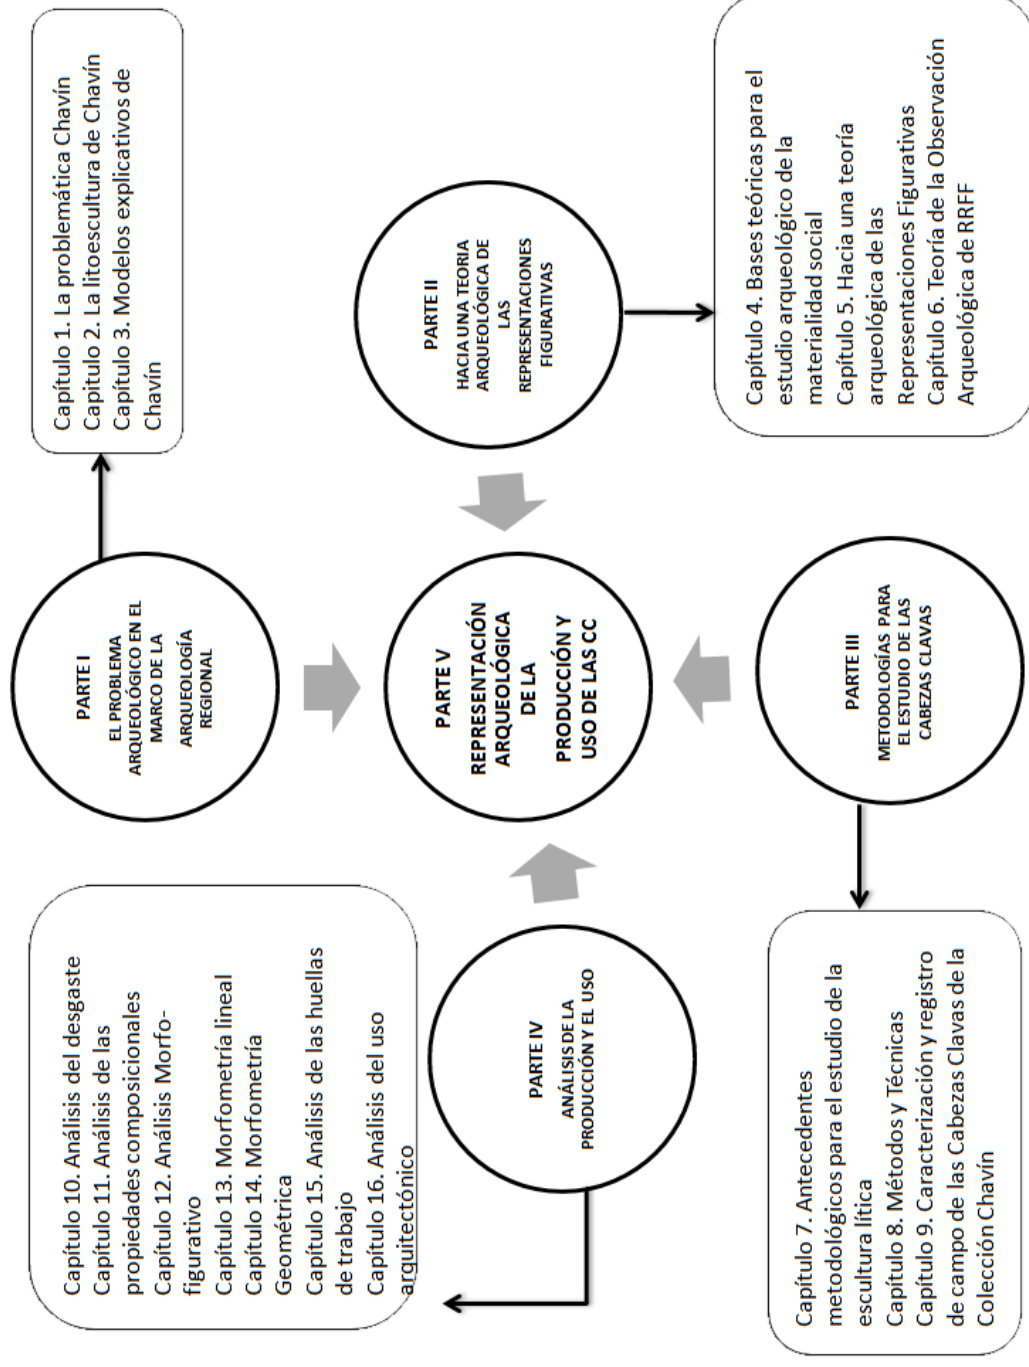 PARTE I
EL PROBLEMA
ARQUEOLÓGICO EN EL
MARCO DE LA
ARQUEOLOGÍA
REGIONAL
Capítulo 1. La problemática Chavín
Capítulo 2. La litoescultura de Chavín
Capítulo 3. Modelos explicativos de
Chavín
PARTE II
HACIA UNA TEORIA
ARQUEOLÓGICA DE
LAS
REPRESENTACIONES
FIGURATIVAS
Capítulo 4. Bases teóricas para el
estudio arqueológico de la
materialidad social
Capítulo 5. Hacia una teoría
arqueológica de las
Representaciones Figurativas
Capítulo 6. Teoría de la Observación
Arqueológica de RRFF
PARTE III
METODOLOGÍAS PARA
EL ESTUDIO DE LAS
CABEZAS CLAVAS
Capítulo 7. Antecedentes
metodológicos para el estudio de la
escultura lítica
Capítulo 8. Métodos y Técnicas
Capítulo 9. Caracterización y registro
de campo de las Cabezas Clavas de la
Colección Chavín
PARTE IV
ANÁLISIS DE LA
PRODUCCIÓN Y EL USO
Capítulo 10. Análisis del desgaste
Capítulo 11. Análisis de las
propiedades composicionales
Capítulo 12. Análisis Morfo-
figurativo
Capítulo 13. Morfometría lineal
Capítulo 14. Morfometría
Geométrica
Capítulo 15. Análisis de las huellas
de trabajo
Capítulo 16. Análisis del uso
arquitectónico
PARTE V
REPRESENTACIÓN
ARQUEOLÓGICA
DE LA
PRODUCCIÓN Y
USO DE LAS CC